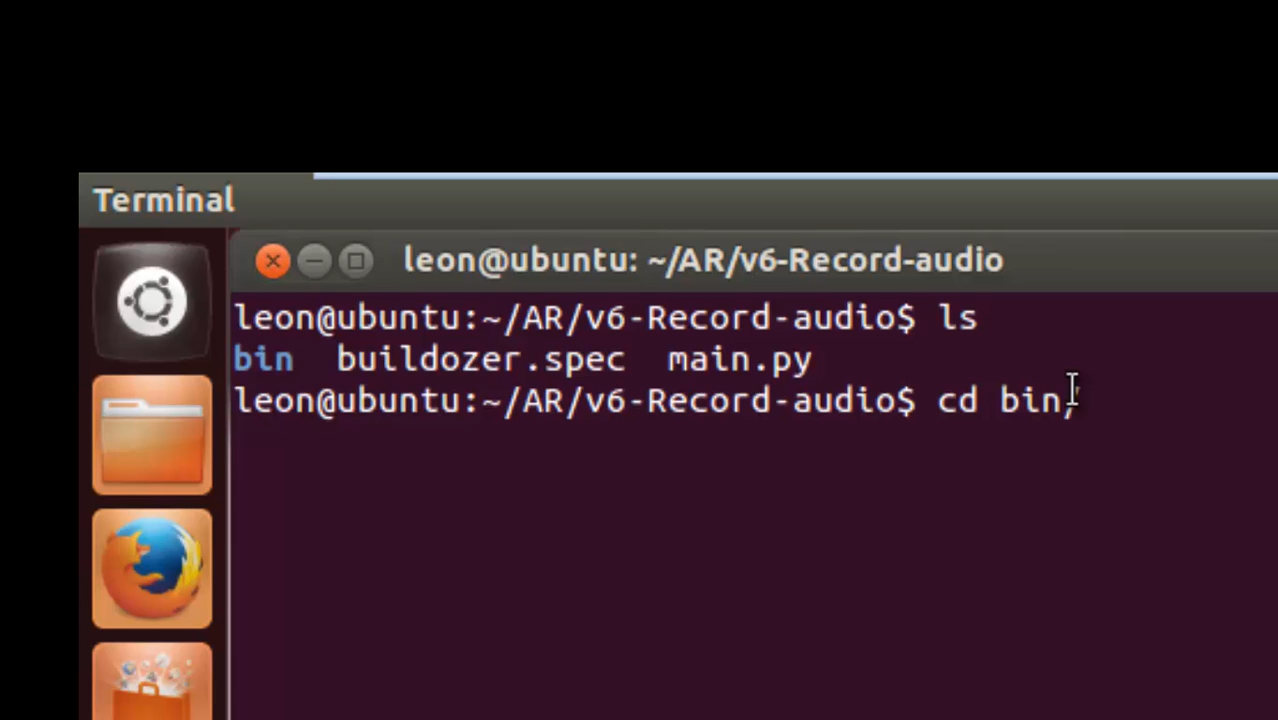 Terminal
leon@ubuntu: ~/AR/v6-Record-audio
leon@ubuntu:~/AR/v6-Record-audio$ ls
bin  buildozer.spec  main.py
leon@ubuntu:~/AR/v6-Record-audio$ cd bin/